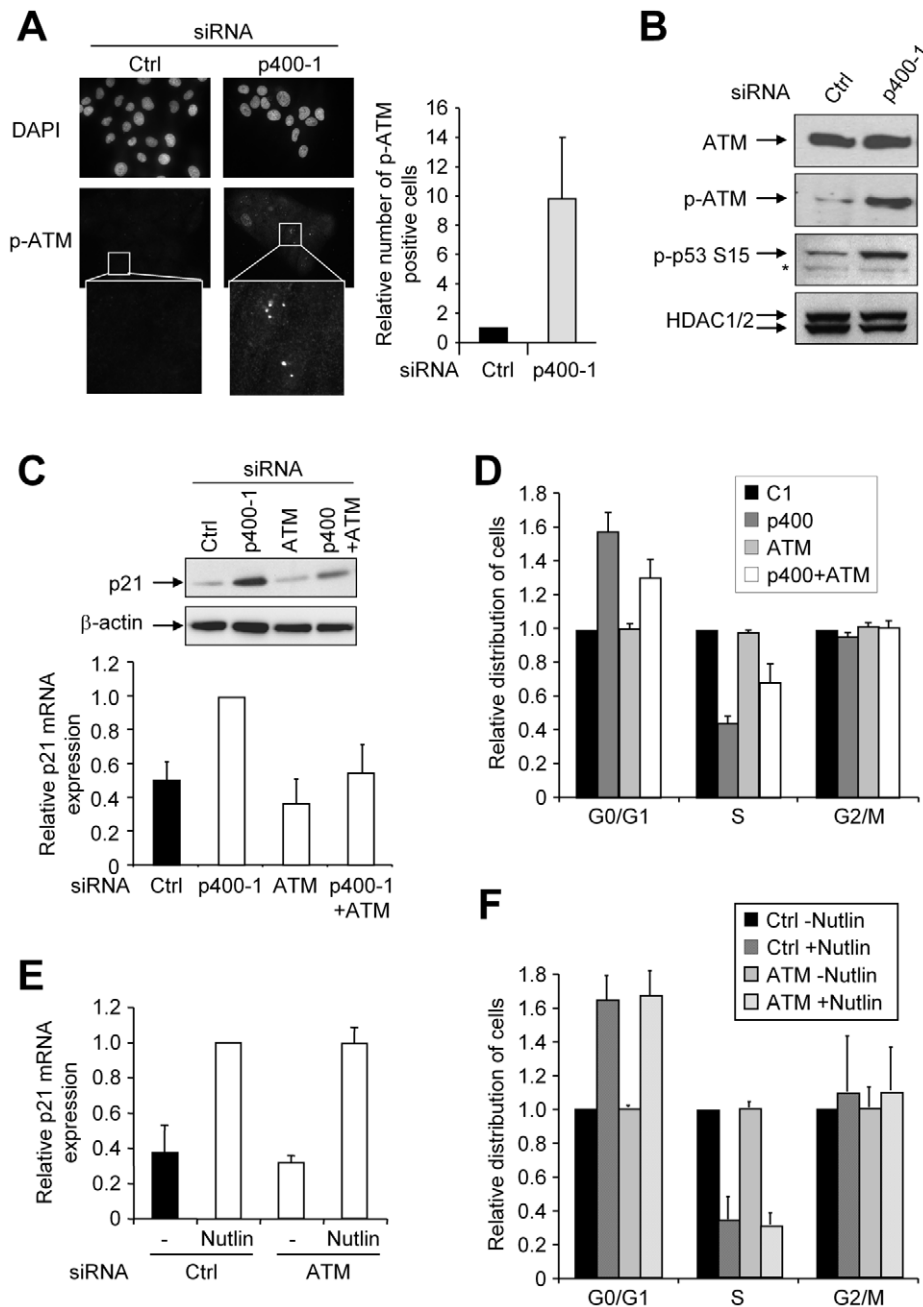 A
siRNA
Ctrl p400-1
DAPI
p-ATM
Relative number of p-ATM
positive cells
16
14
12
10
8
6
4
2
0
siRNA Ctrl p400-1
B
siRNA Ctrl p400-1
ATM
p-ATM
p-p53 S15
*
HDAC1/2
C
siRNA
Ctrl p400-1 ATM p400
+ATM
p21
β-actin
Relative p21 mRNA
expression
1.2
1.0
0.8
0.6
0.4
0.2
0
siRNA Ctrl p400-1 ATM p400-1
+ATM
D
C1
p400
ATM
p400+ATM
Relative distribution of cells
1.8
1.6
1.4
1.2
1.0
0.8
0.6
0.4
0.2
0
G0/G1 S G2/M
E
Relative p21 mRNA
expression
1.2
1.0
0.8
0.6
0.4
0.2
0
- Nutlin - Nutlin
siRNA Ctrl ATM
F
Ctrl -Nutlin
Ctrl +Nutlin
ATM -Nutlin
ATM +Nutlin
Relative distribution of cells
1.8
1.6
1.4
1.2
1.0
0.8
0.6
0.4
0.2
0
G0/G1 S G2/M